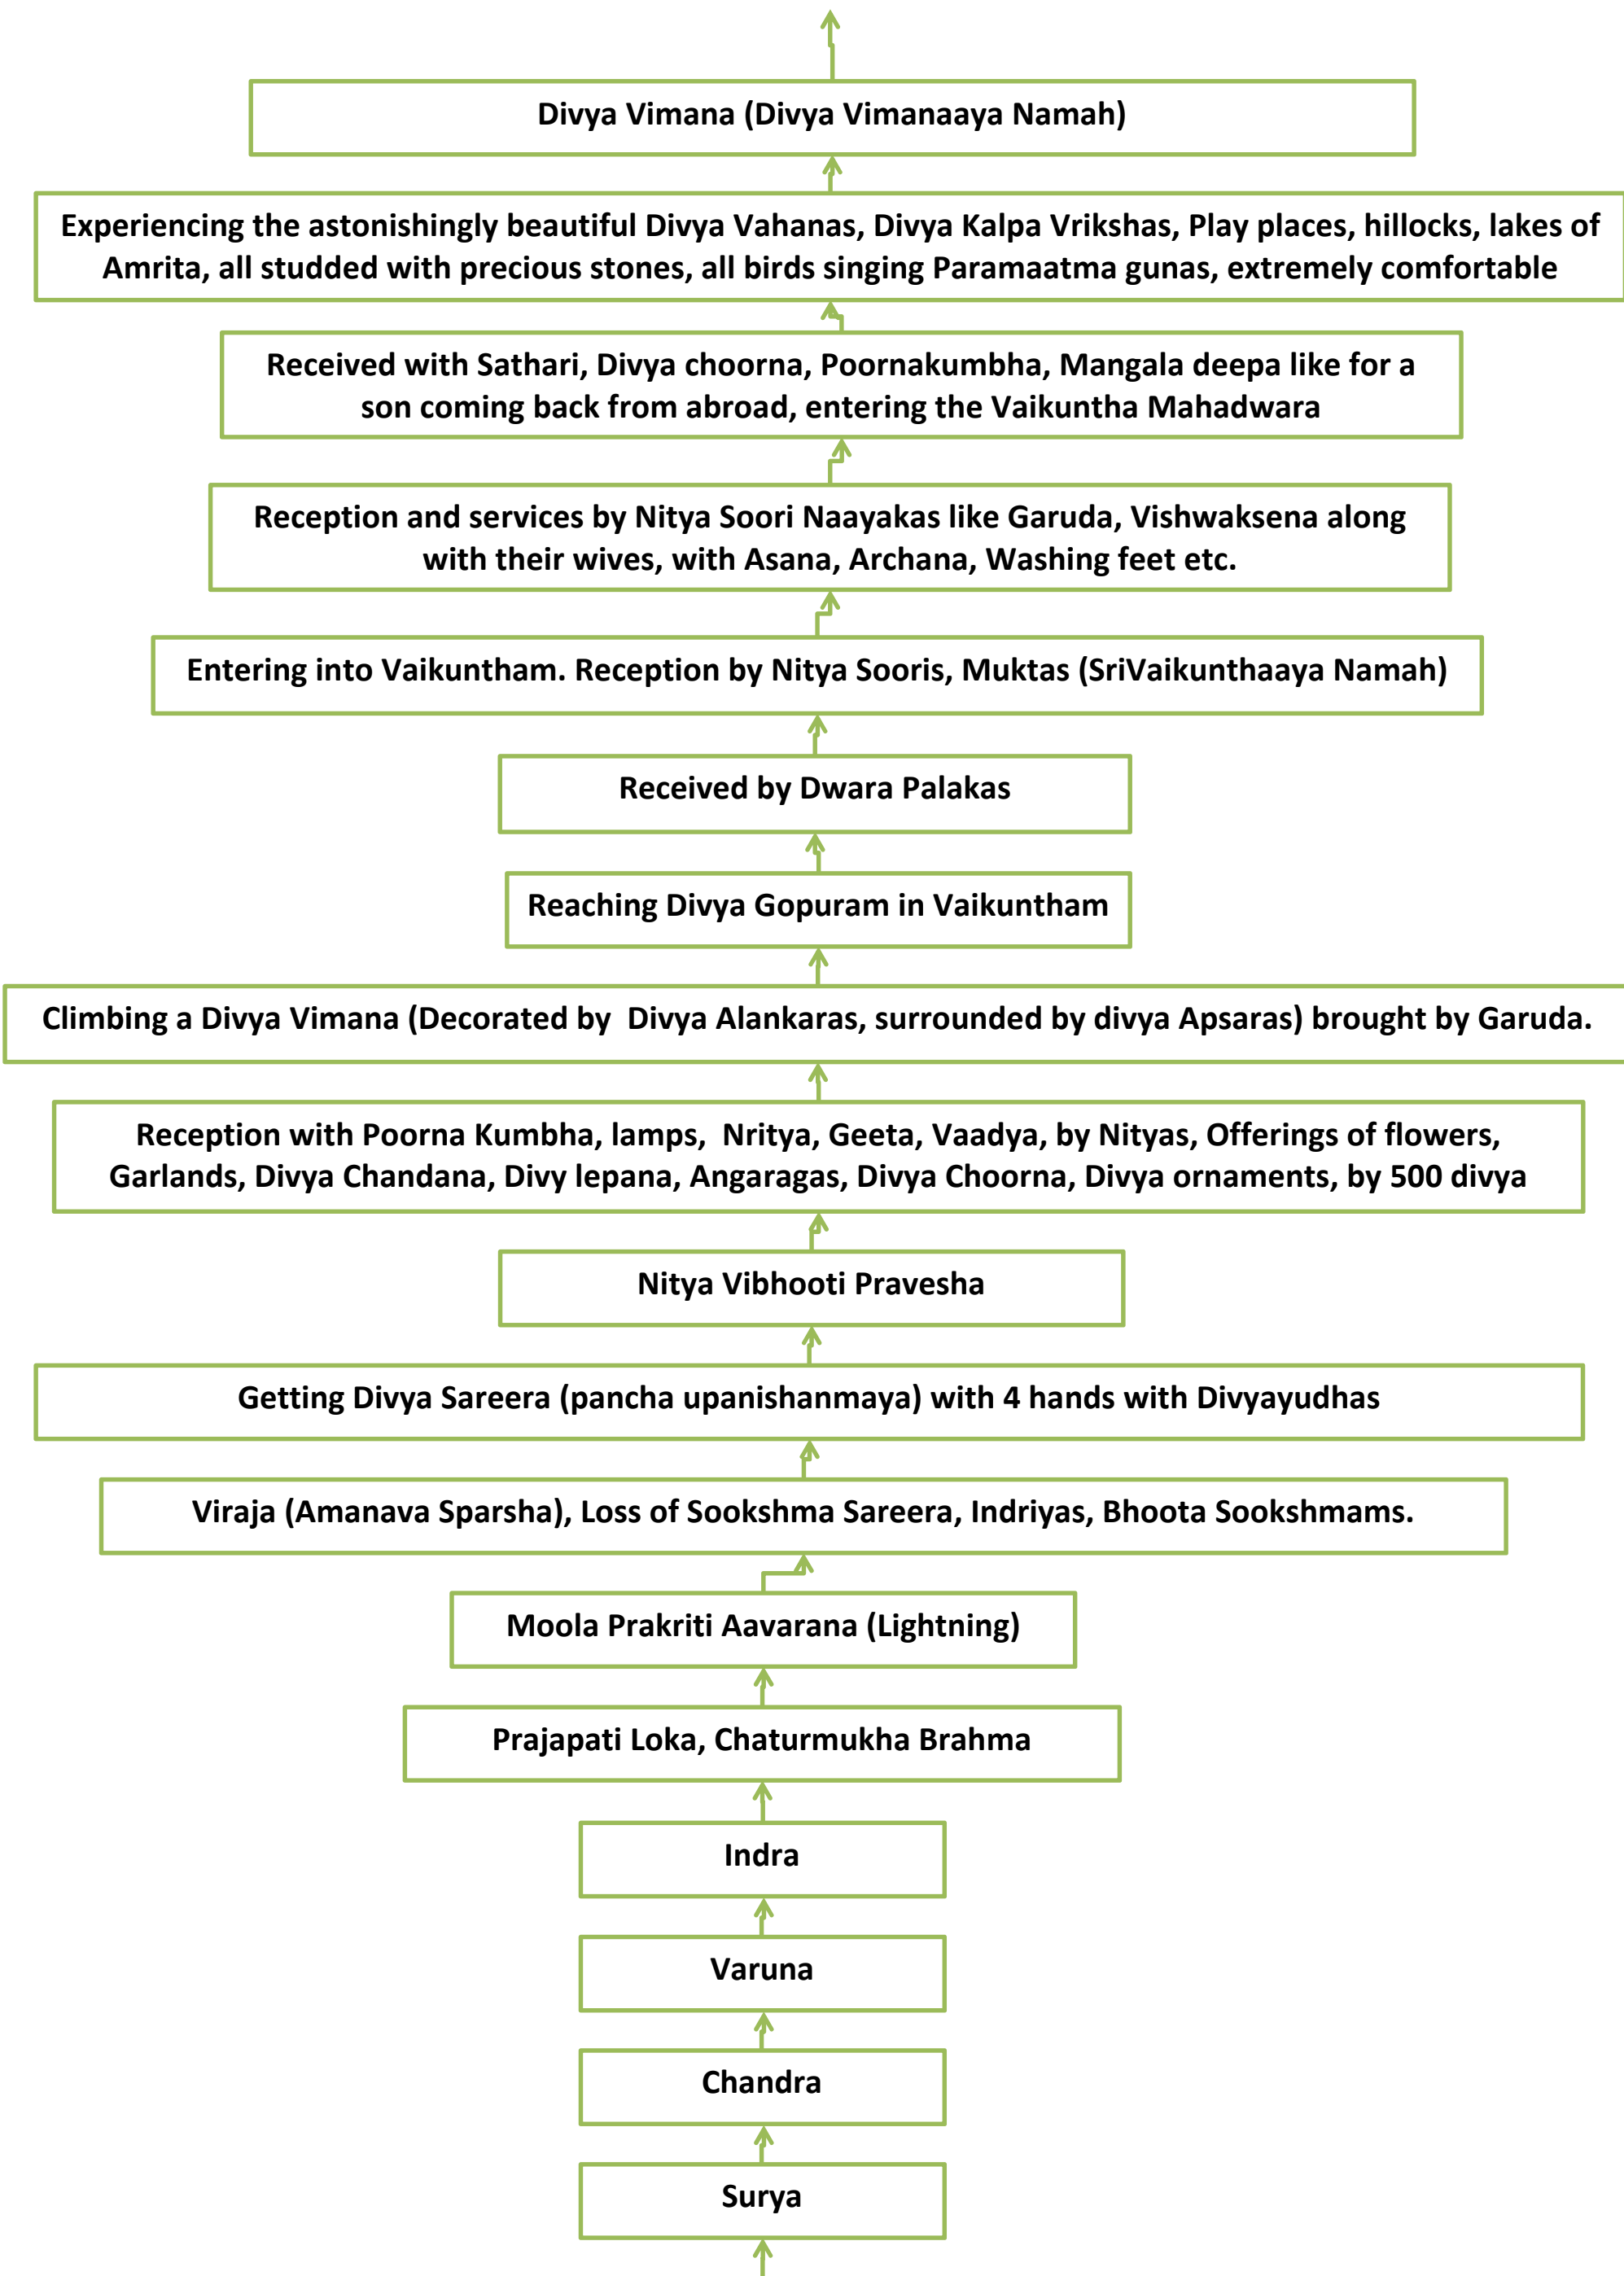 Divya Vimana (Divya Vimanaaya Namah)
Experiencing the astonishingly beautiful Divya Vahanas, Divya Kalpa Vrikshas, Play places, hillocks, lakes of
Amrita, all studded with precious stones, all birds singing Paramaatma gunas, extremely comfortable
Received with Sathari, Divya choorna, Poornakumbha, Mangala deepa like for a
son coming back from abroad, entering the Vaikuntha Mahadwara
Reception and services by Nitya Soori Naayakas like Garuda, Vishwaksena along
with their wives, with Asana, Archana, Washing feet etc.
Entering into Vaikuntham. Reception by Nitya Sooris, Muktas (SriVaikunthaaya Namah)
Received by Dwara Palakas
Reaching Divya Gopuram in Vaikuntham
Climbing a Divya Vimana (Decorated by Divya Alankaras, surrounded by divya Apsaras) brought by Garuda.
Reception with Poorna Kumbha, lamps, Nritya, Geeta, Vaadya, by Nityas, Offerings of flowers,
Garlands, Divya Chandana, Divy lepana, Angaragas, Divya Choorna, Divya ornaments, by 500 divya
Nitya Vibhooti Pravesha
Getting Divya Sareera (pancha upanishanmaya) with 4 hands with Divyayudhas
Viraja (Amanava Sparsha), Loss of Sookshma Sareera, Indriyas, Bhoota Sookshmams.
Moola Prakriti Aavarana (Lightning)
Prajapati Loka, Chaturmukha Brahma
Indra
Varuna
Chandra
Surya